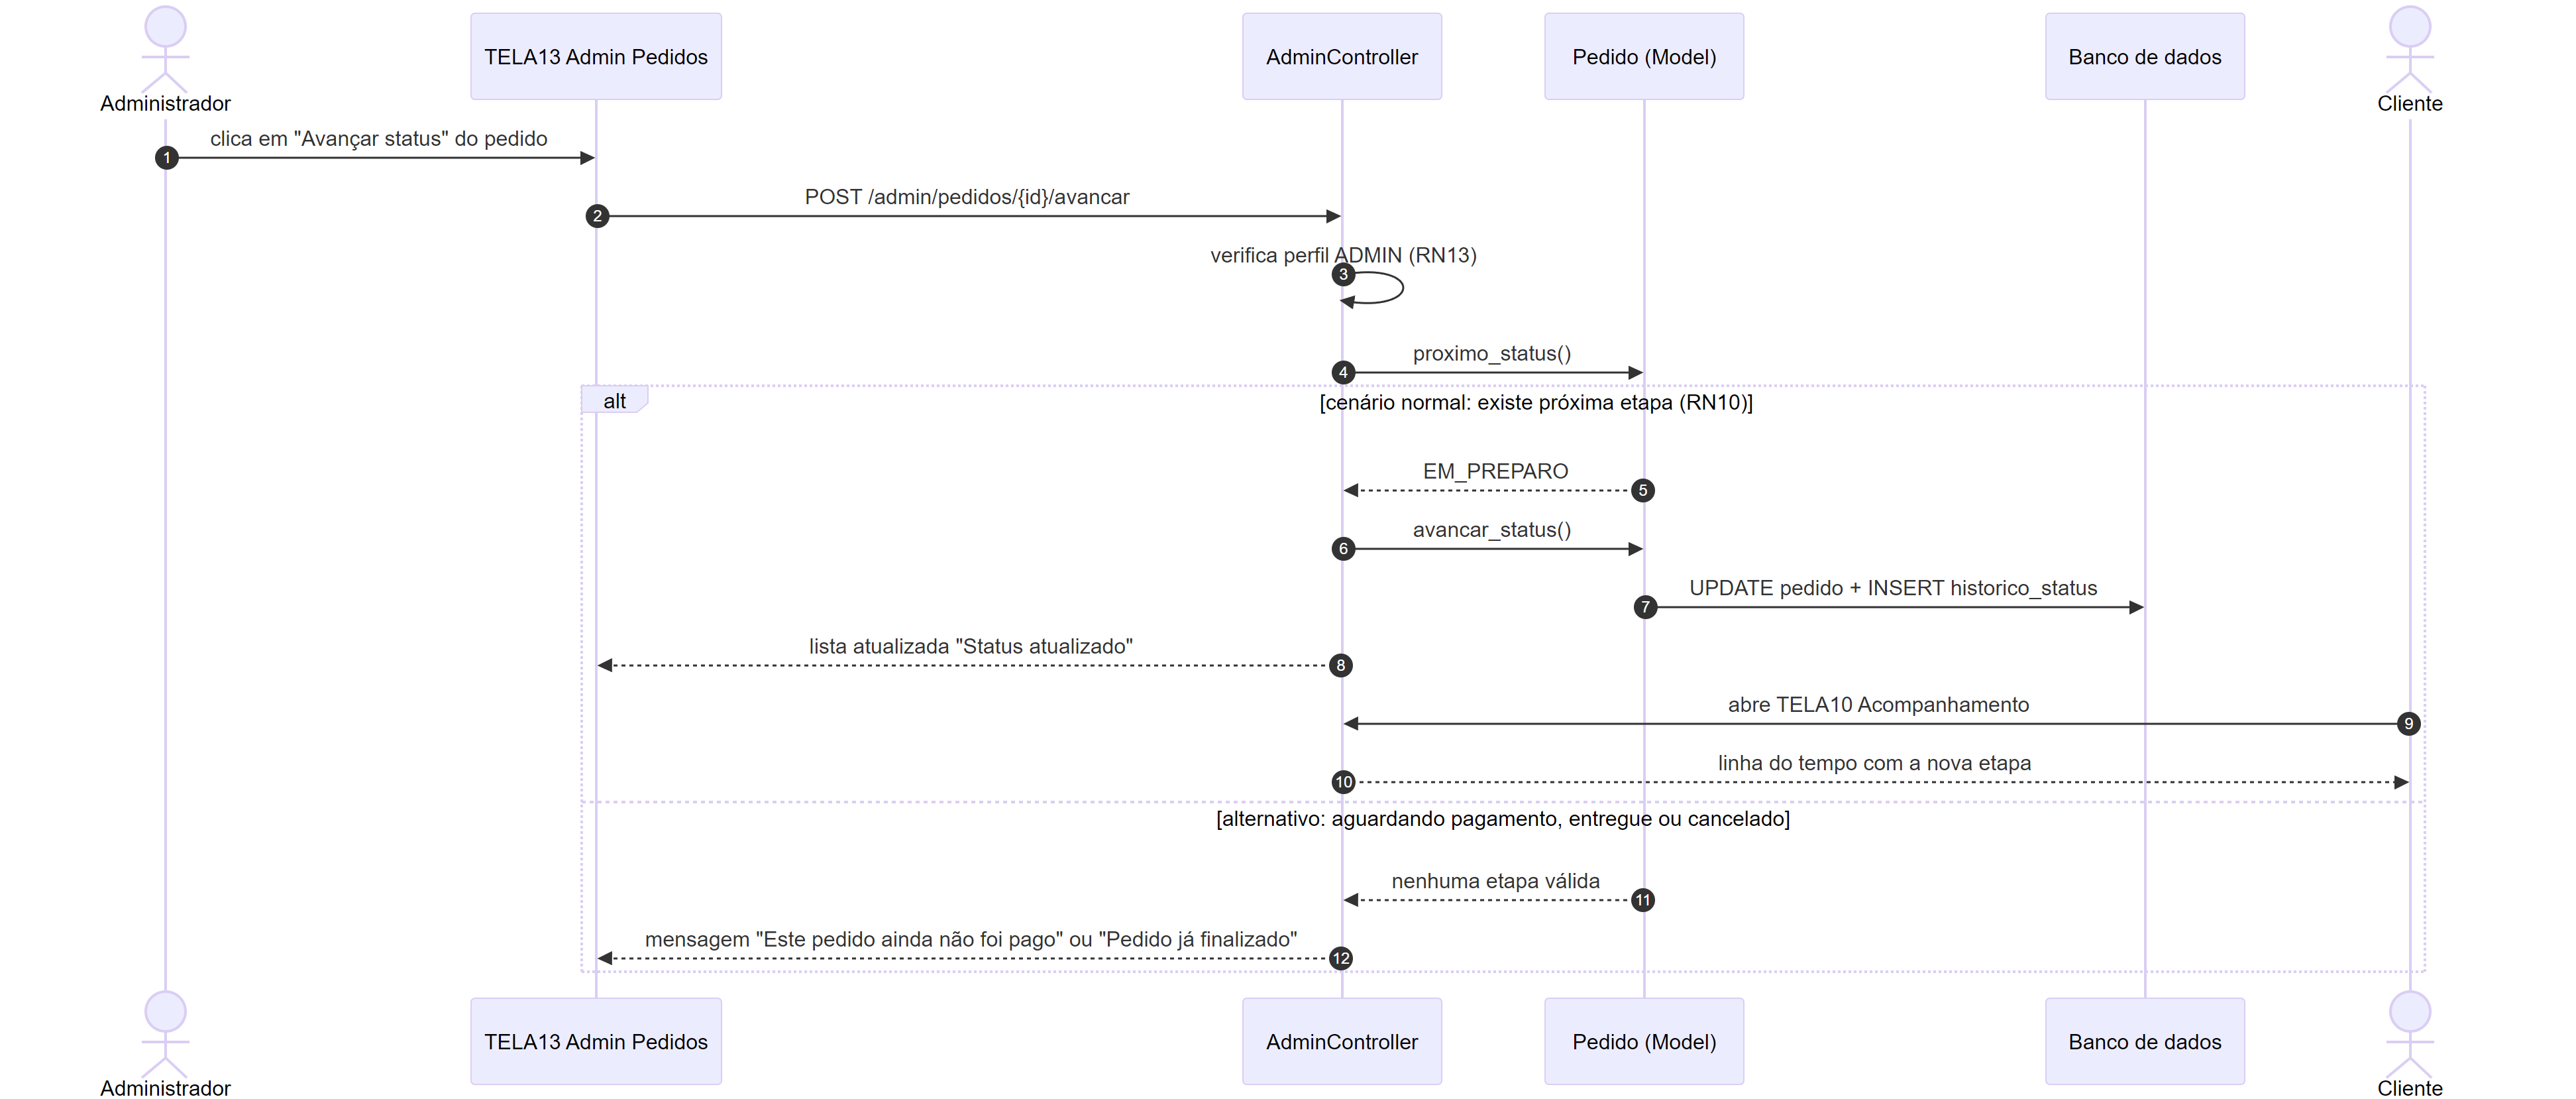 Administrador
TELA13 Admin Pedidos
AdminController
Pedido (Model)
Banco de dados
Cliente
clica em "Avançar status" do pedido
1
POST /admin/pedidos/{id}/avancar
2
verifica perfil ADMIN (RN13)
3
proximo_status()
4
alt
[cenário normal: existe próxima etapa (RN10)]
EM_PREPARO
5
avancar_status()
6
UPDATE pedido + INSERT historico_status
7
lista atualizada "Status atualizado"
8
abre TELA10 Acompanhamento
9
linha do tempo com a nova etapa
10
[alternativo: aguardando pagamento, entregue ou cancelado]
nenhuma etapa válida
11
mensagem "Este pedido ainda não foi pago" ou "Pedido já finalizado"
12
Administrador
TELA13 Admin Pedidos
AdminController
Pedido (Model)
Banco de dados
Cliente